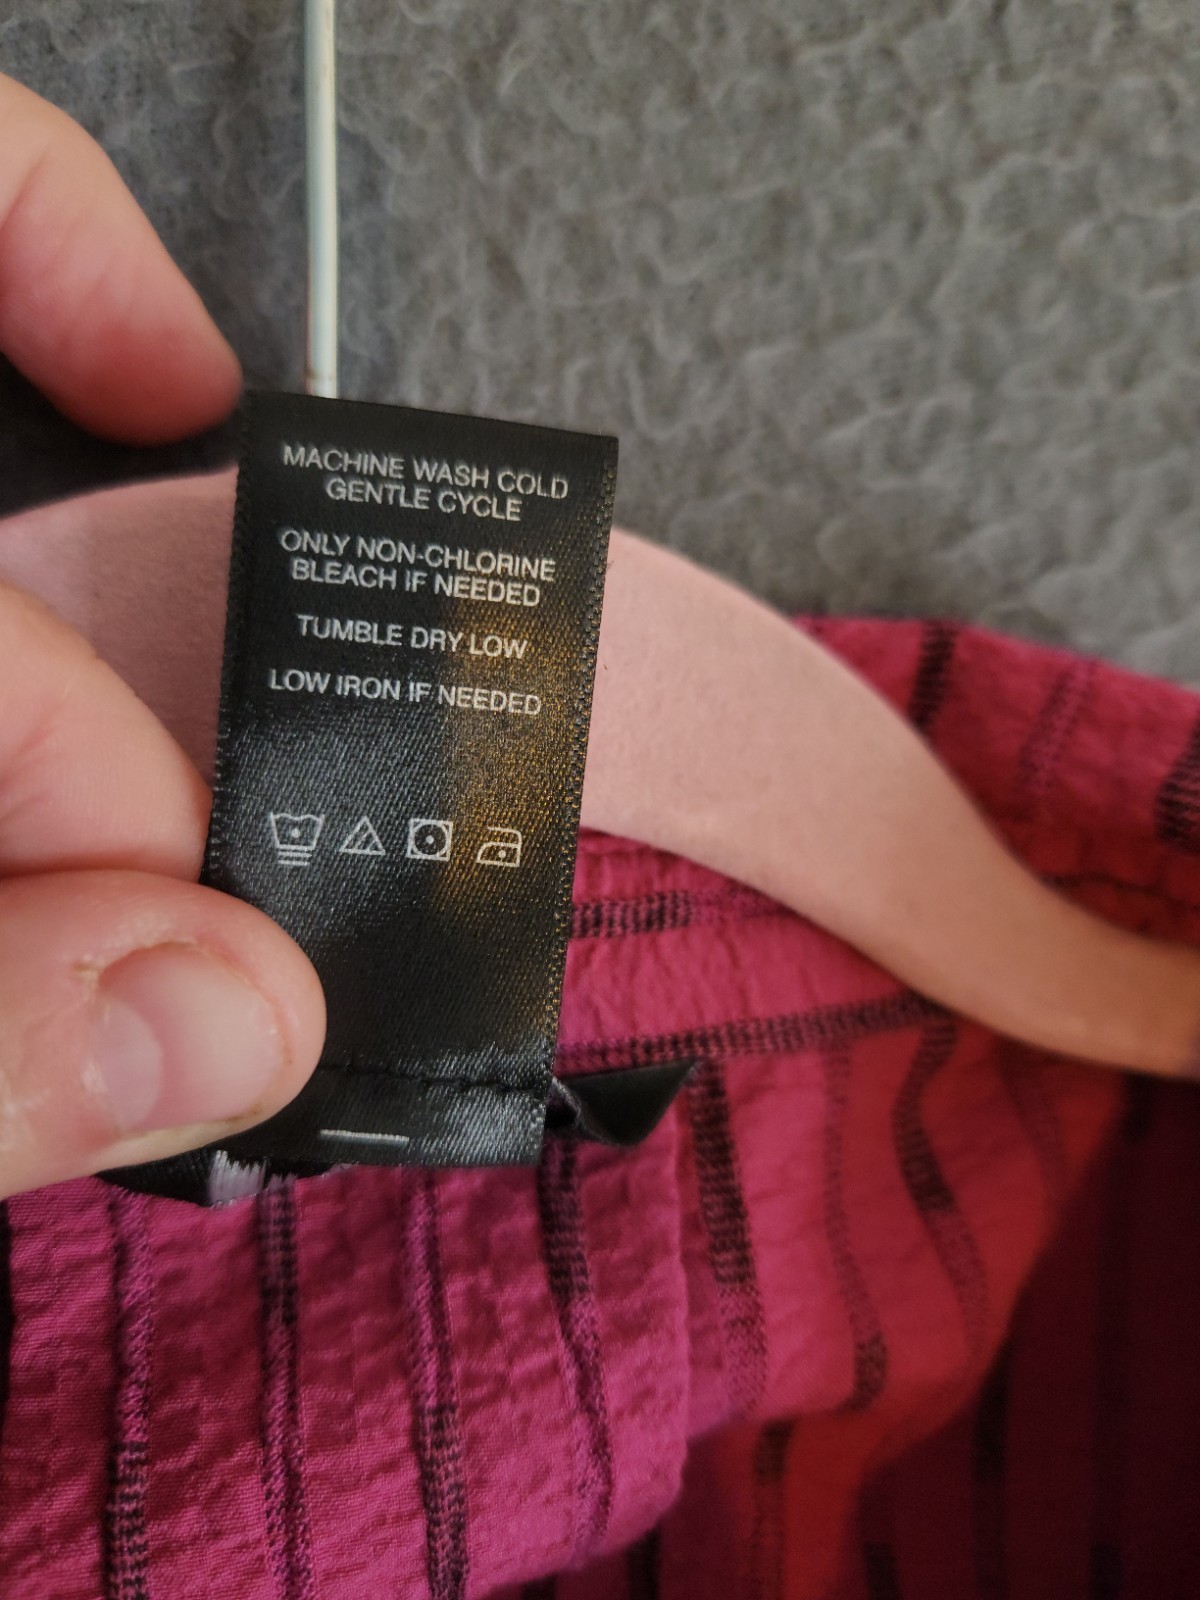 MACHINE WASH COLD
GENTLE CYCLE
ONLY NON-CHLORINE
BLEACH IF NEEDED
TUMBLE DRY LOW
LOW IRON IF NEEDED